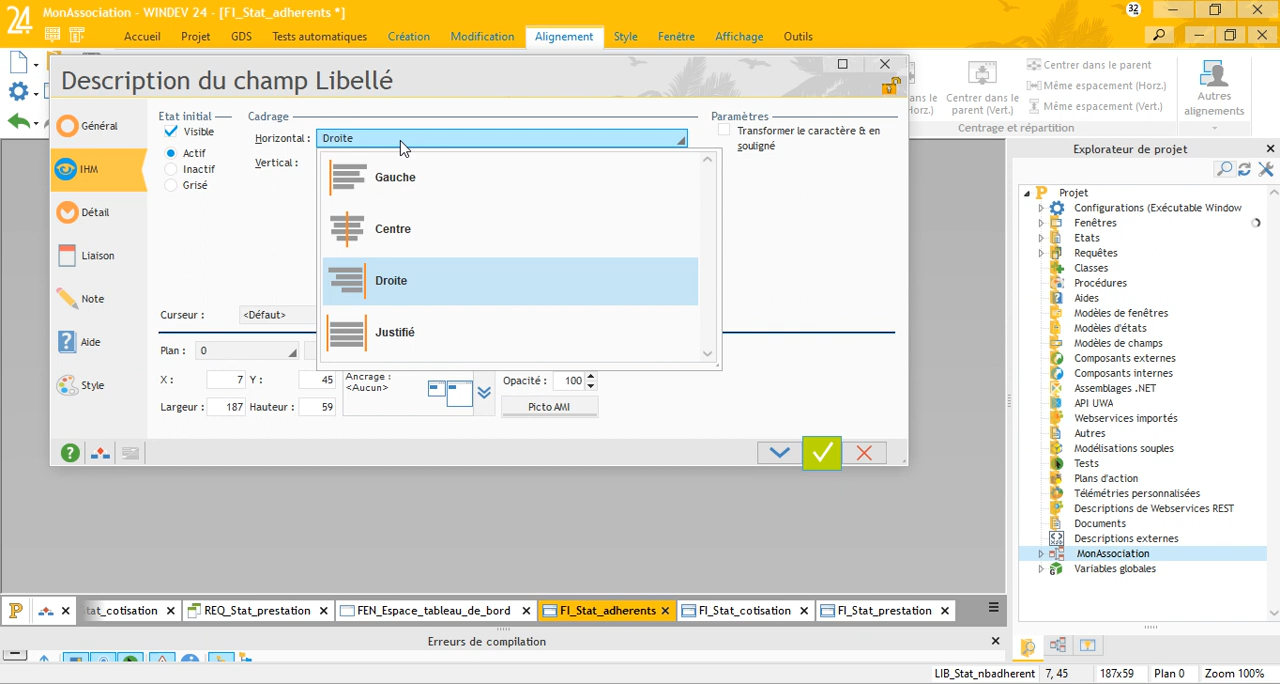 24 MonAssociation - WINDEV 24 - [FI_Stat_adherents *] 32
Accueil Projet GDS Tests automatiques Création Modification Alignement Style Fenêtre Affichage Outils
Centrer dans le parent (Vert.)
Centrer dans le parent
Même espacement (Horz.)
Même espacement (Vert.)
Autres alignements
Centrage et répartition
Description du champ Libellé
Général
IHM
Détail
Liaison
Note
Aide
Style
Etat initial
Visible
Actif
Inactif
Grisé
Cadrage
Horizontal : Droite
Vertical :
Gauche
Centre
Droite
Justifié
Paramètres
Transformer le caractère & en souligné
Curseur : <Défaut>
Plan : 0
X : 7 Y : 45
Largeur : 187 Hauteur : 59
Ancrage :
<Aucun>
Opacité : 100
Picto AMI
Explorateur de projet
Projet
Configurations (Exécutable Window
Fenêtres
Etats
Requêtes
Classes
Procédures
Aides
Modèles de fenêtres
Modèles d'états
Modèles de champs
Composants externes
Composants internes
Assemblages .NET
API UWA
Webservices importés
Autres
Modélisations souples
Tests
Plans d'action
Télémétries personnalisées
Descriptions de Webservices REST
Documents
Descriptions externes
MonAssociation
Variables globales
tat_cotisation REQ_Stat_prestation FEN_Espace_tableau_de_bord FI_Stat_adherents FI_Stat_cotisation FI_Stat_prestation
Erreurs de compilation
LIB_Stat_nbadherent 7, 45 187x59 Plan 0 Zoom 100%